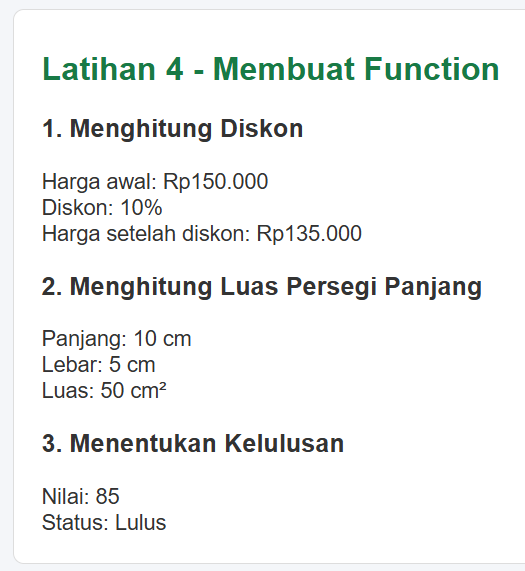 Latihan 4 - Membuat Function
1. Menghitung Diskon
Harga awal: Rp150.000
Diskon: 10%
Harga setelah diskon: Rp135.000
2. Menghitung Luas Persegi Panjang
Panjang: 10 cm
Lebar: 5 cm
Luas: 50 cm²
3. Menentukan Kelulusan
Nilai: 85
Status: Lulus